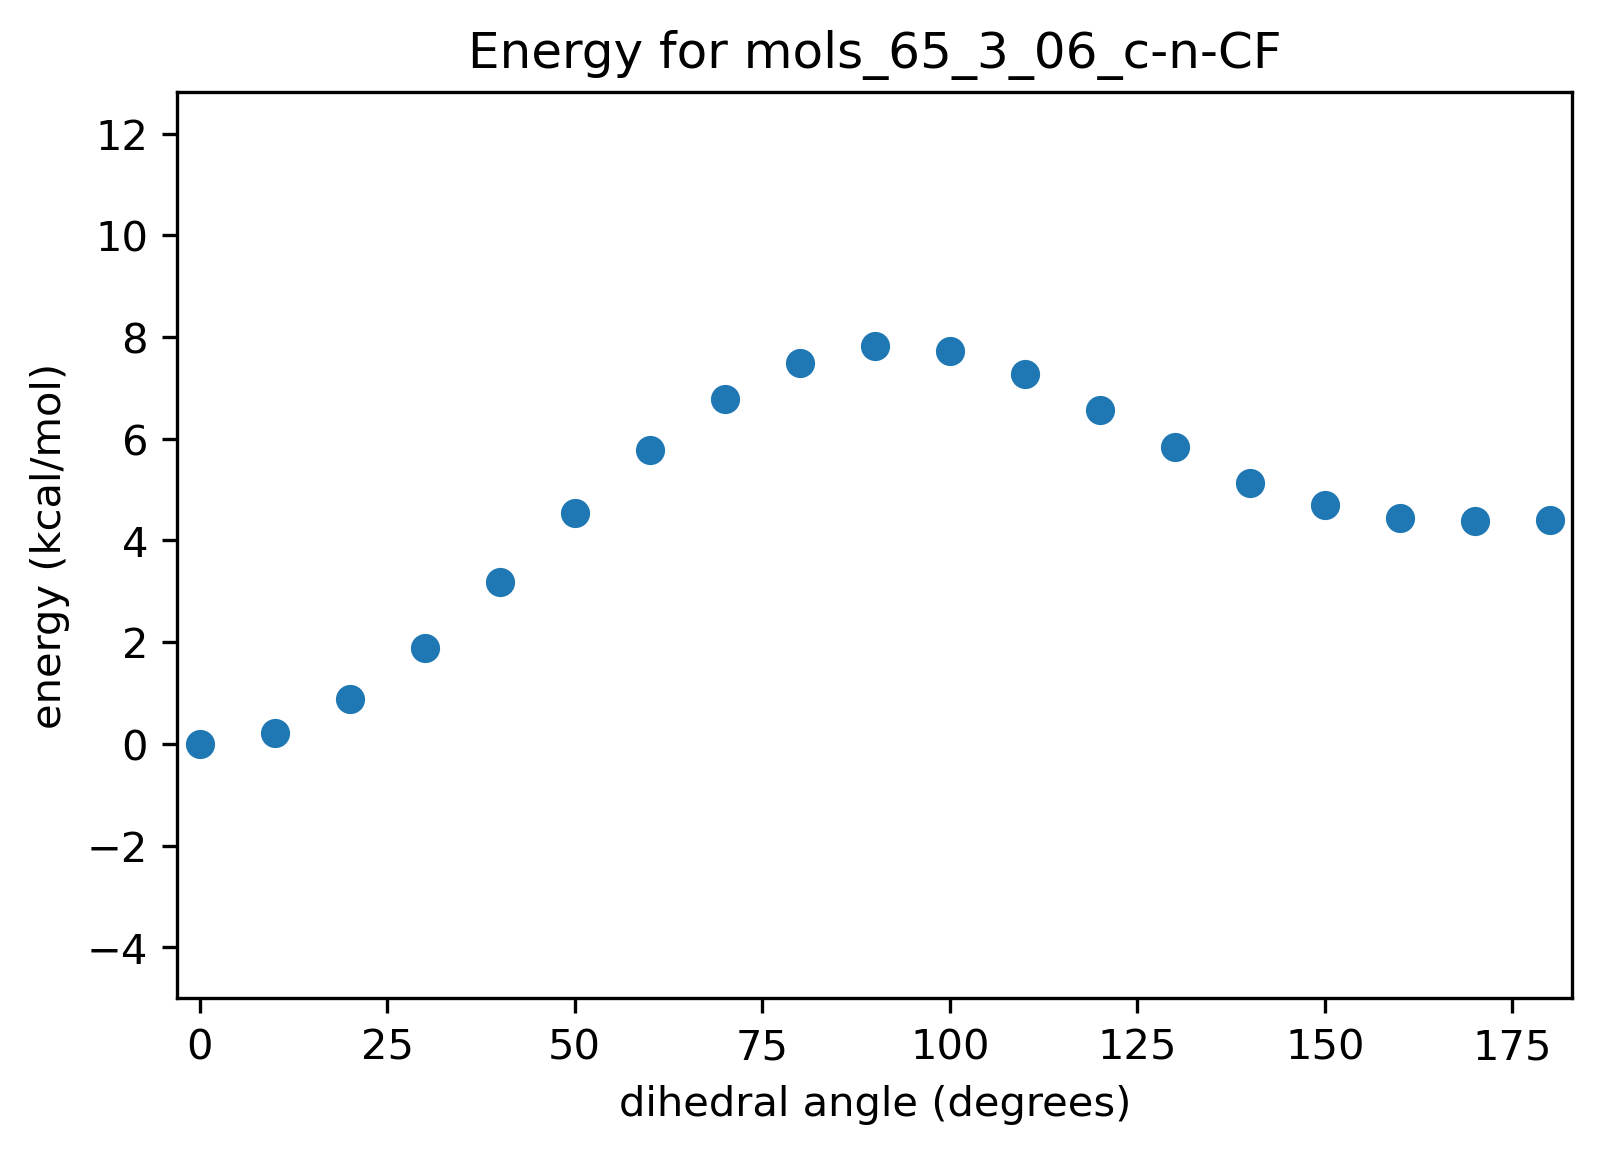 Energy for mols_65_3_06_c-n-CF
12
10
8
6
4
2
0
−2
−4
energy (kcal/mol)
0 25 50 75 100 125 150 175
dihedral angle (degrees)